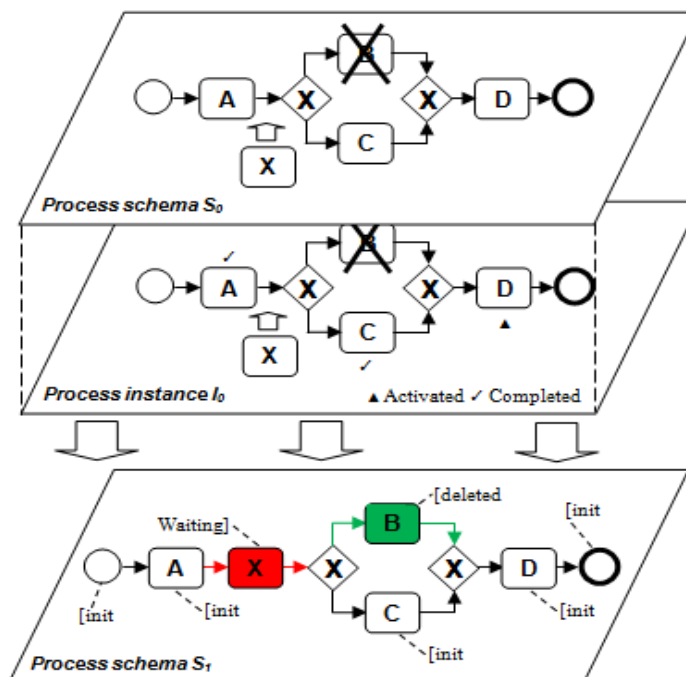 B
A X X D
C
X
Process schema S₀
✓ B
A X X D
X C
✓ ▲
Process instance I₀ ▲ Activated ✓ Completed
[deleted [init
Waiting] B
A X X X D
[init [init C [init
[init
Process schema S₁